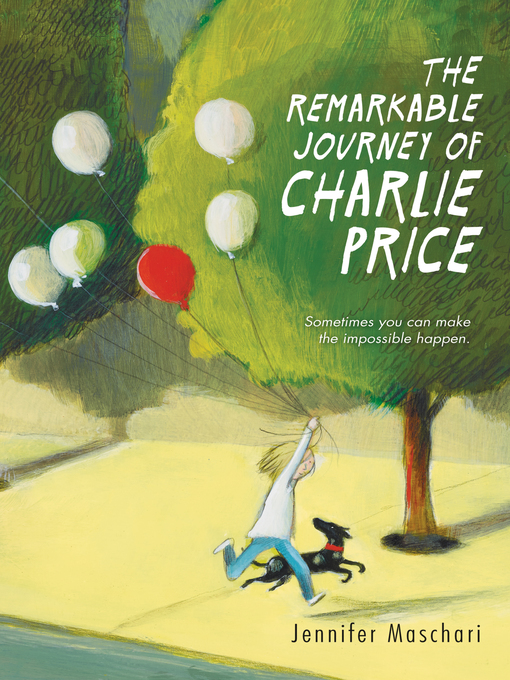 THE
REMARKABLE
JOURNEY OF
CHARLIE
PRICE
Sometimes you can make
the impossible happen.
Jennifer Maschari